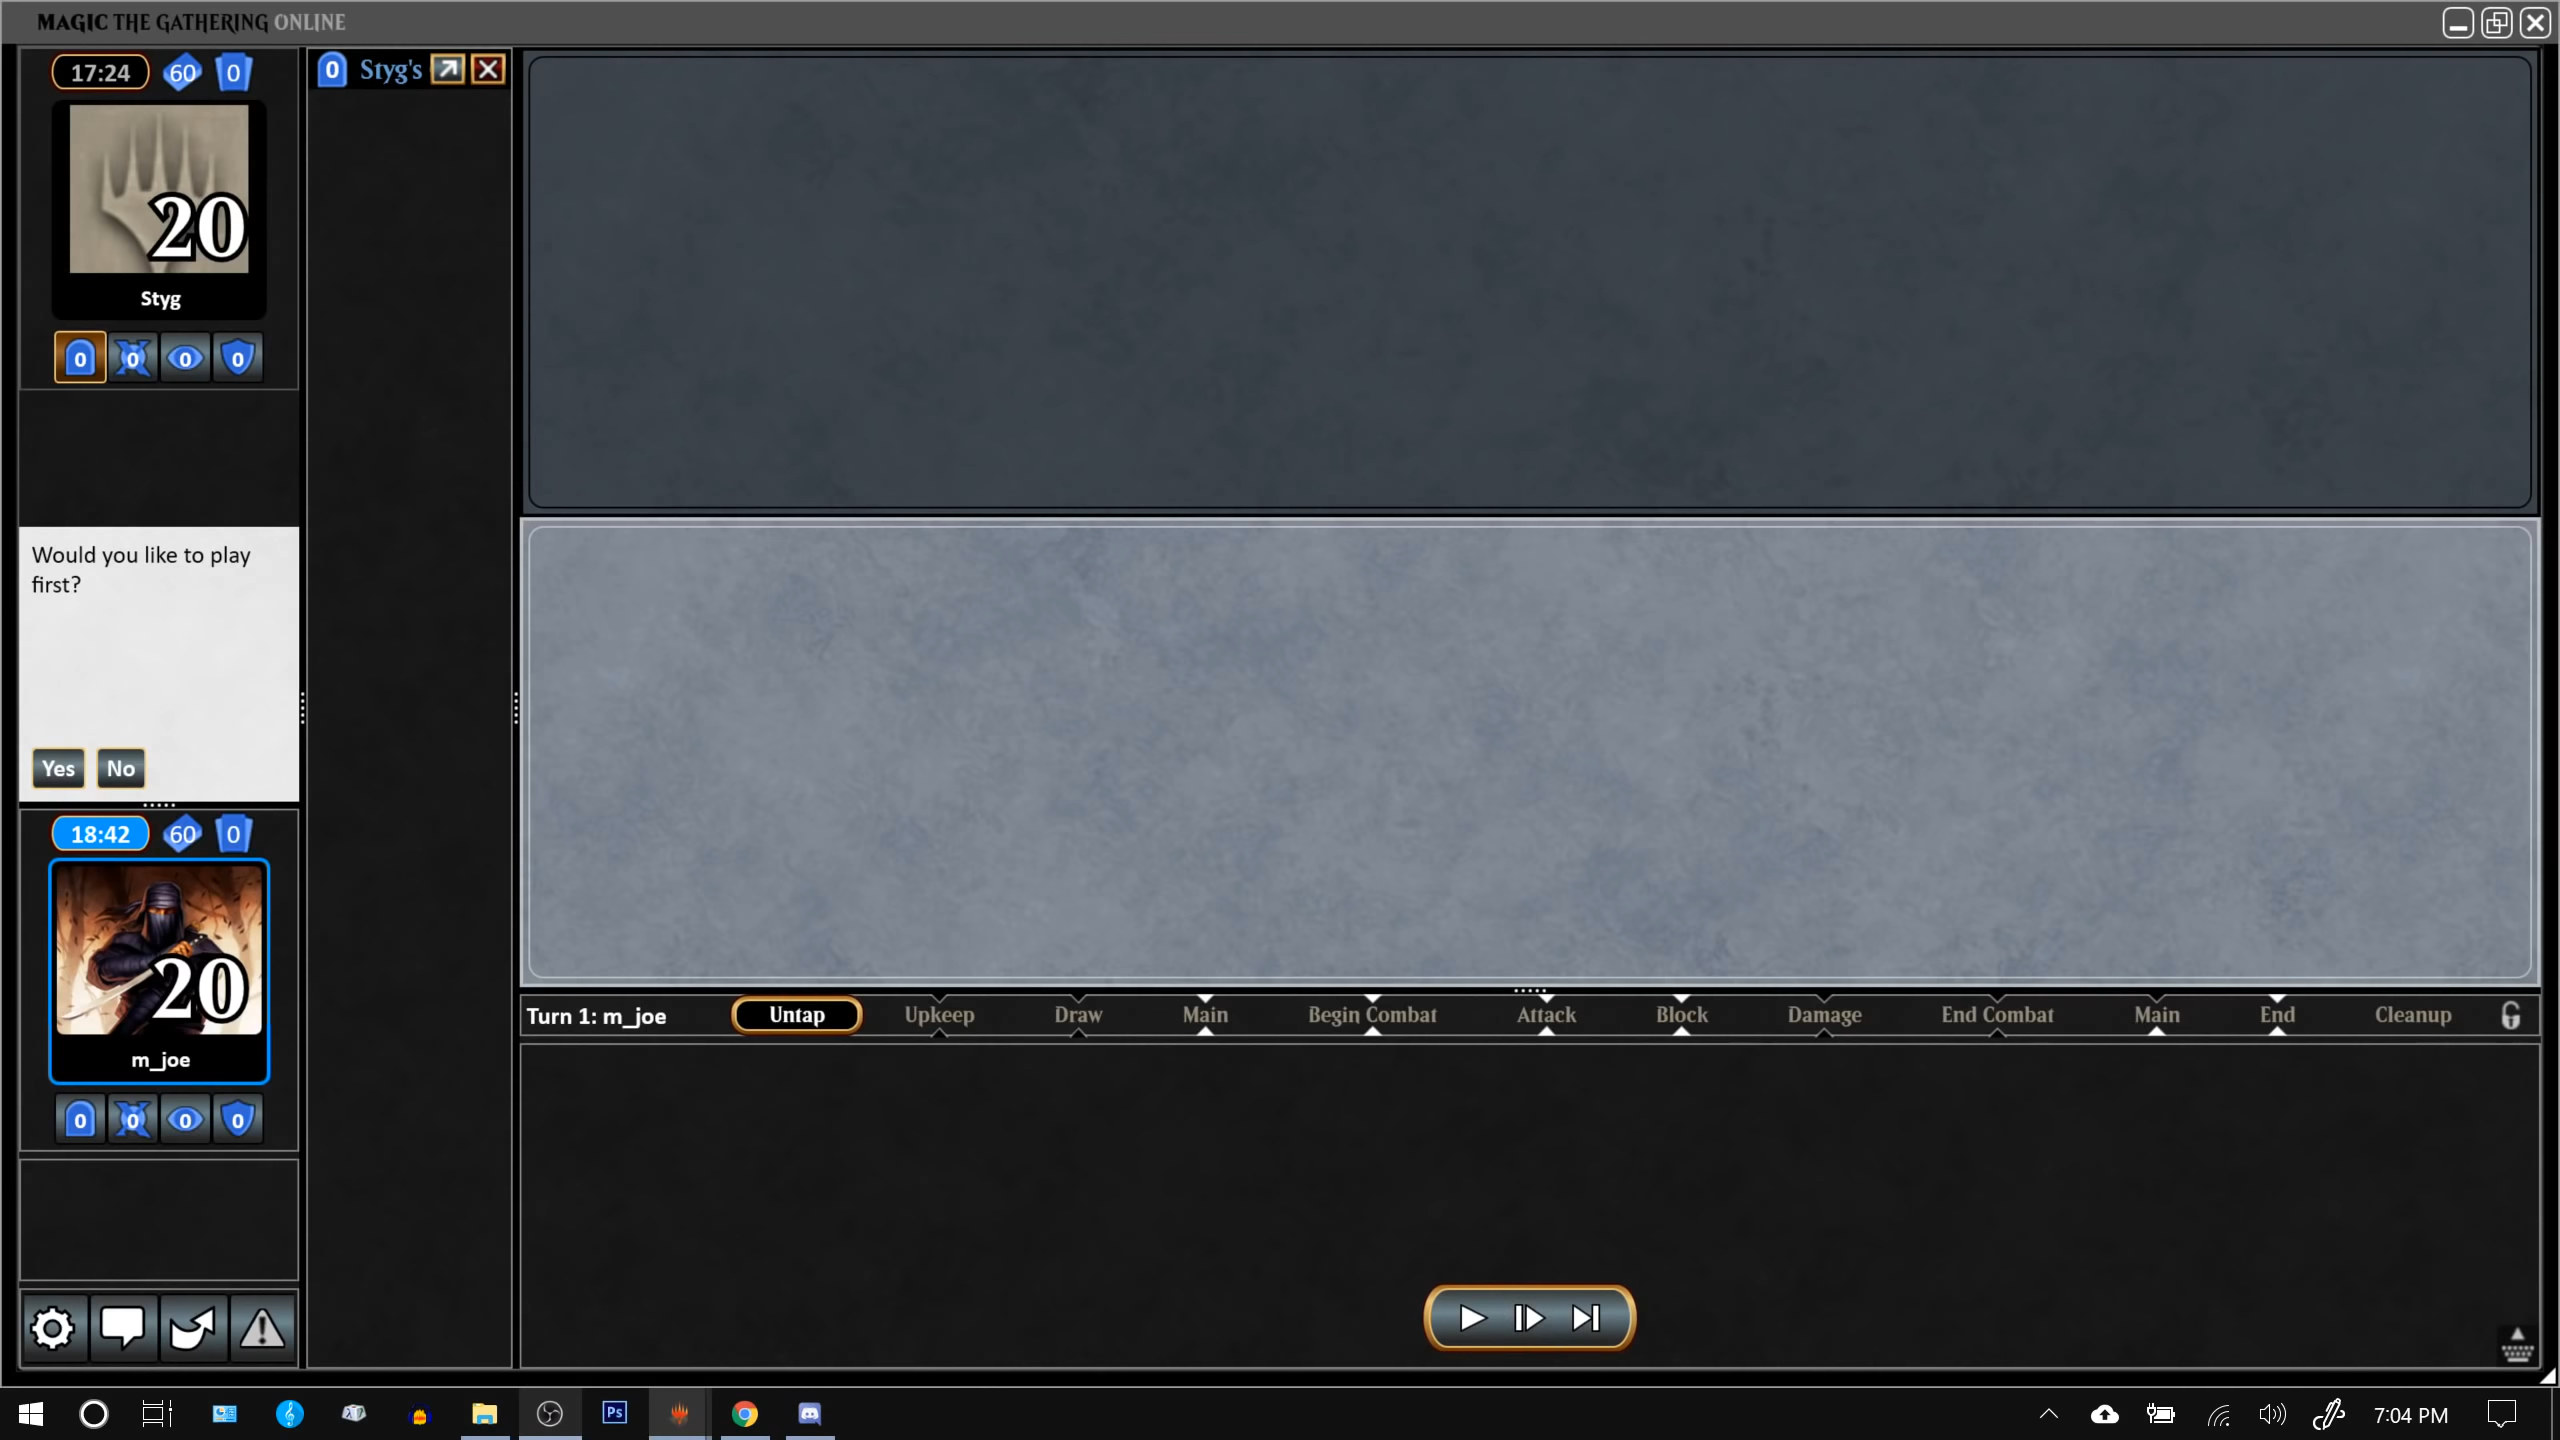 MAGIC THE GATHERING ONLINE
17:24 60 0
0 Styg's
20
Styg
0 0 0 0
Would you like to play
first?
Yes No
18:42 60 0
20
m_joe
Turn 1: m_joe Untap Upkeep Draw Main Begin Combat Attack Block Damage End Combat Main End Cleanup
0 0 0 0
Ps
7:04 PM